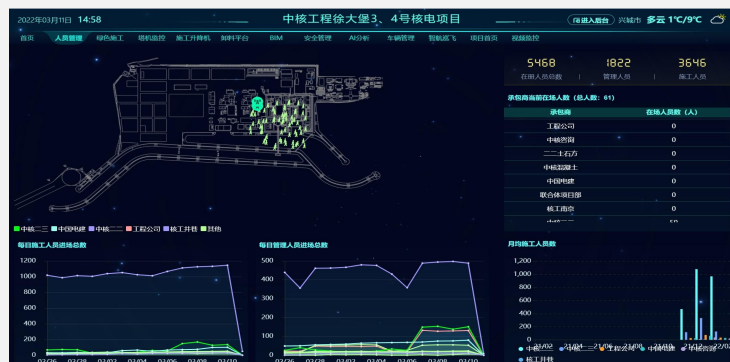 2022年03月11日 14:58
中核工程徐大堡3、4号核电项目
进入后台 兴城市 多云 1℃/9℃
首页 人员管理 绿色施工 塔机监控 施工升降机 卸料平台 BIM 安全管理 AI分析 车辆管理 智航巡飞 项目首页 视频监控
5468 1822 3646
在册人员总数 管理人员 施工人员
承包商当前在场人数（总人数：61）
承包商 在场人员数（人）
工程公司 0
中核咨询 0
二二土石方 0
中核混凝土 0
中国电建 0
联合体项目部 0
核工南京 0
中核二三 中国电建 中核二二 工程公司 核工井巷 其他
每日施工人员进场总数
1200
1000
800
600
400
200
0
每日管理人员进场总数
500
400
300
200
100
0
月均施工人员数
1,200
1,000
800
600
400
200
0
核工井巷